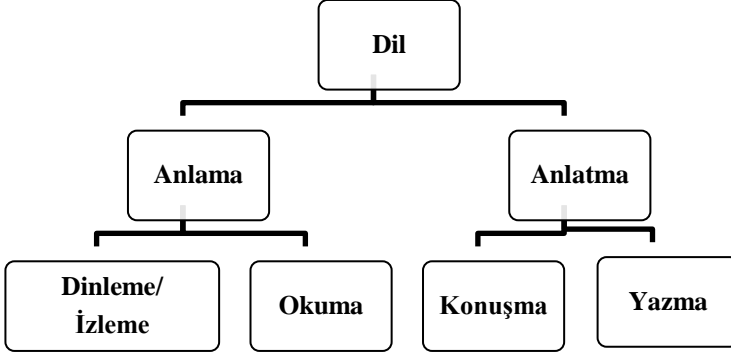 Dil
Anlama
Anlatma
Dinleme/
İzleme
Okuma
Konuşma
Yazma